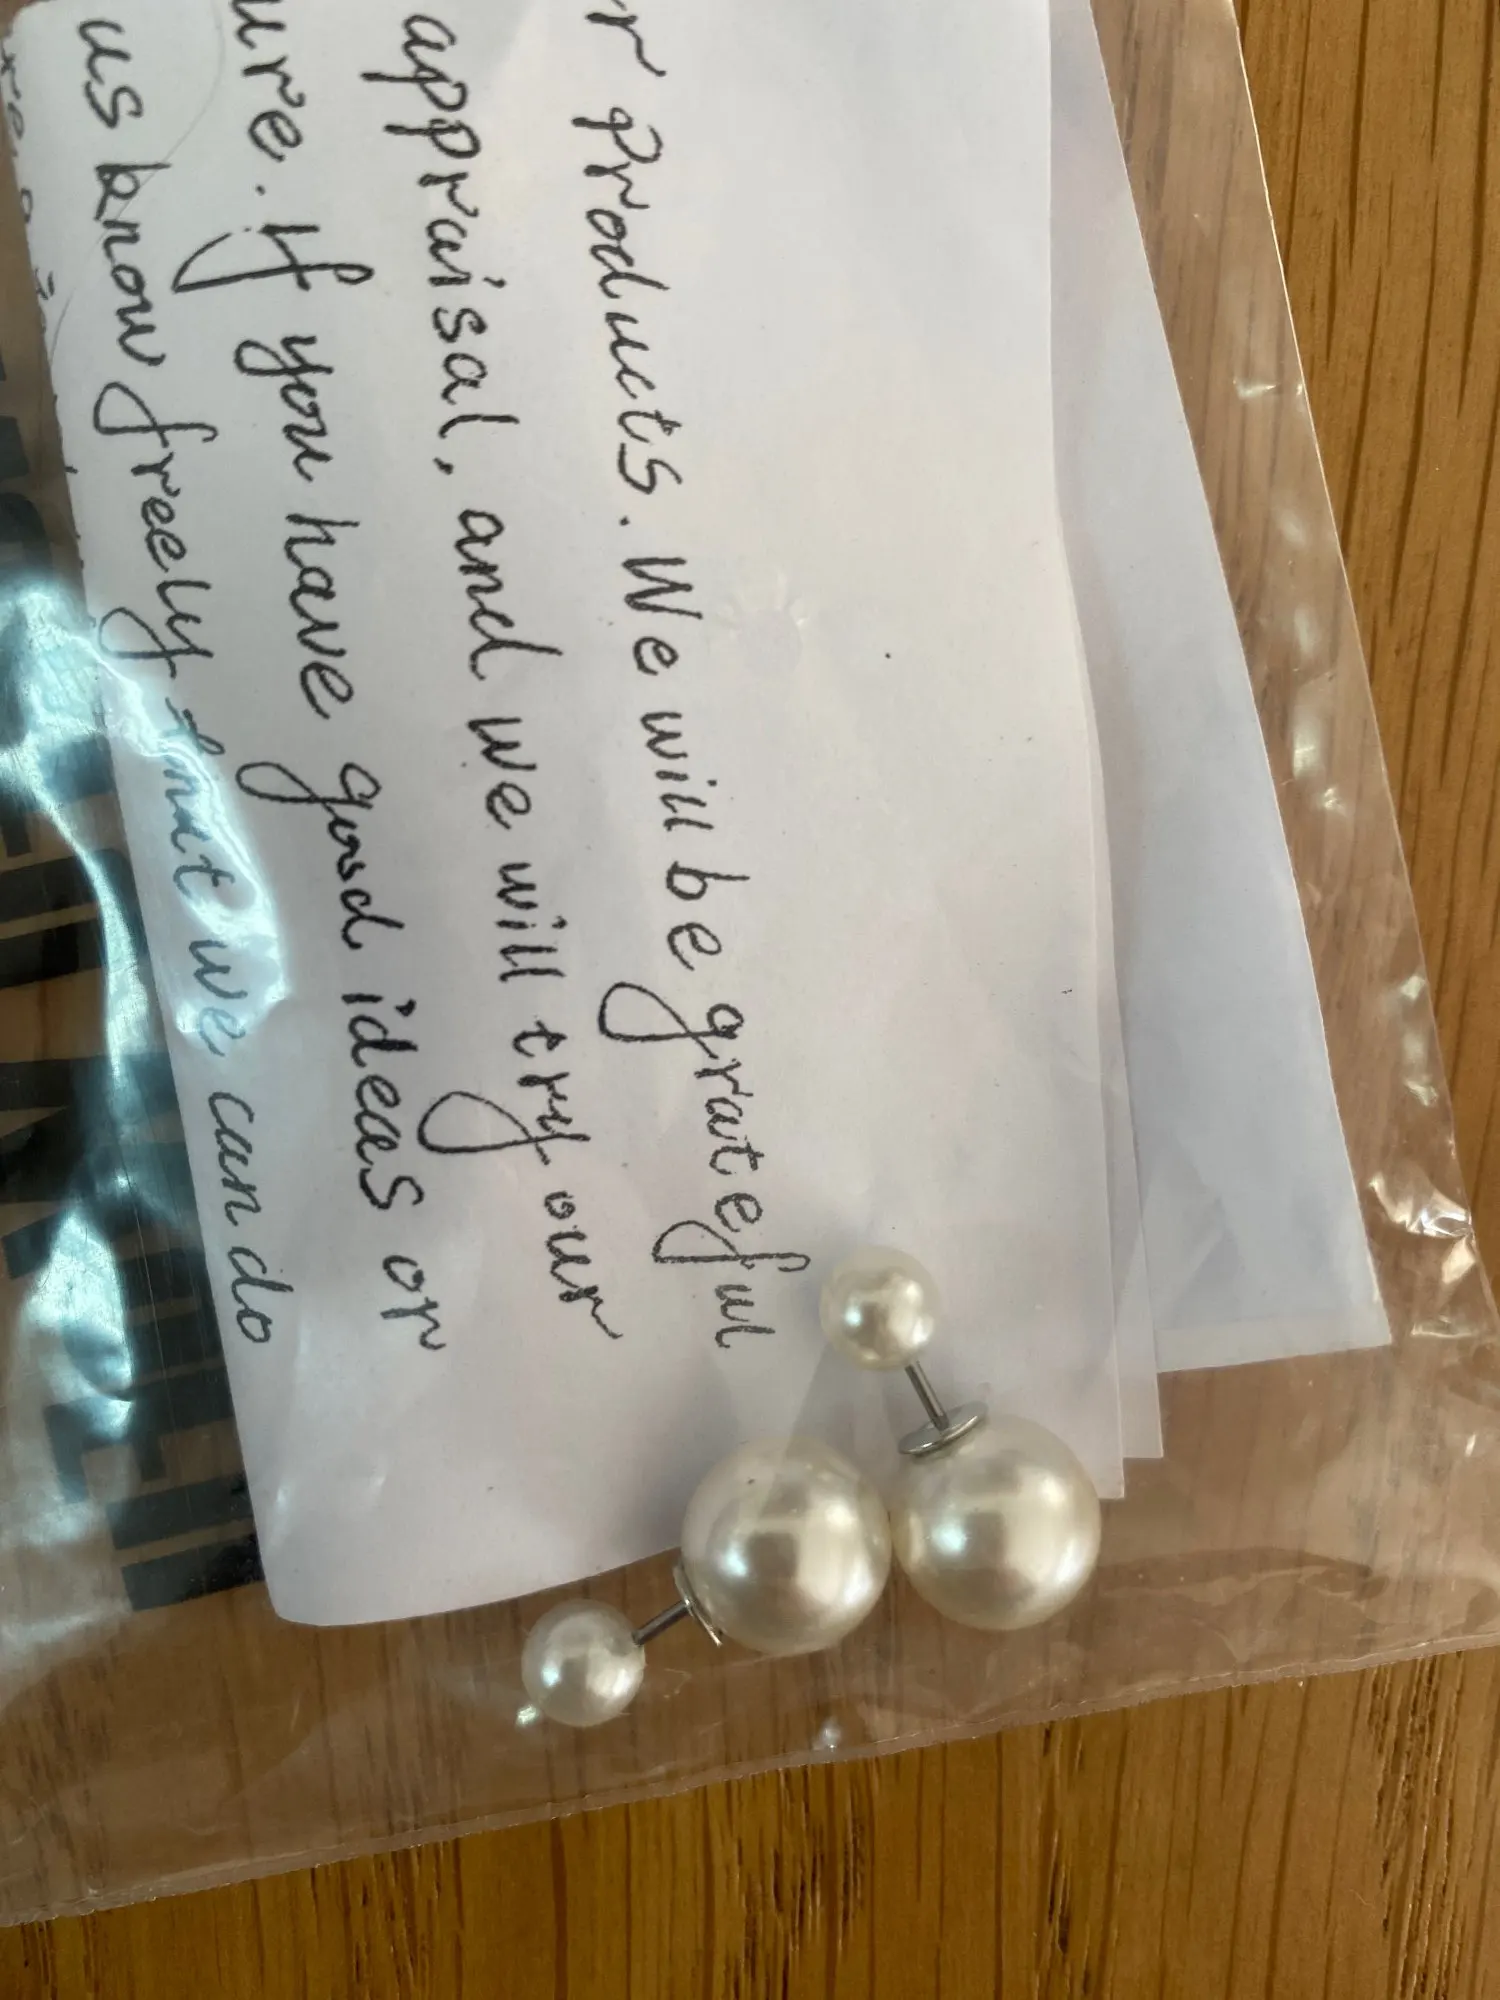 r products. We will be grateful
appraisal, and we will try our
ure. If you have good ideas or
us know freely that we can do